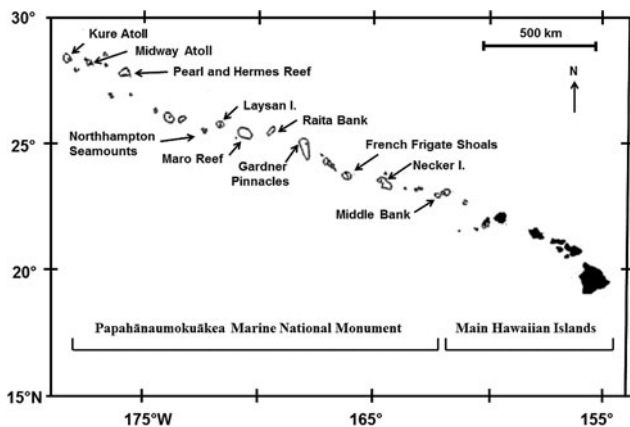 30°
Kure Atoll
Midway Atoll
Pearl and Hermes Reef
500 km
N
Laysan I.
Raita Bank
Northhampton
Seamounts
Maro Reef
Gardner
Pinnacles
French Frigate Shoals
Necker I.
Middle Bank
25°
20°
Papahānaumokuākea Marine National Monument
Main Hawaiian Islands
15°N
175°W
165°
155°